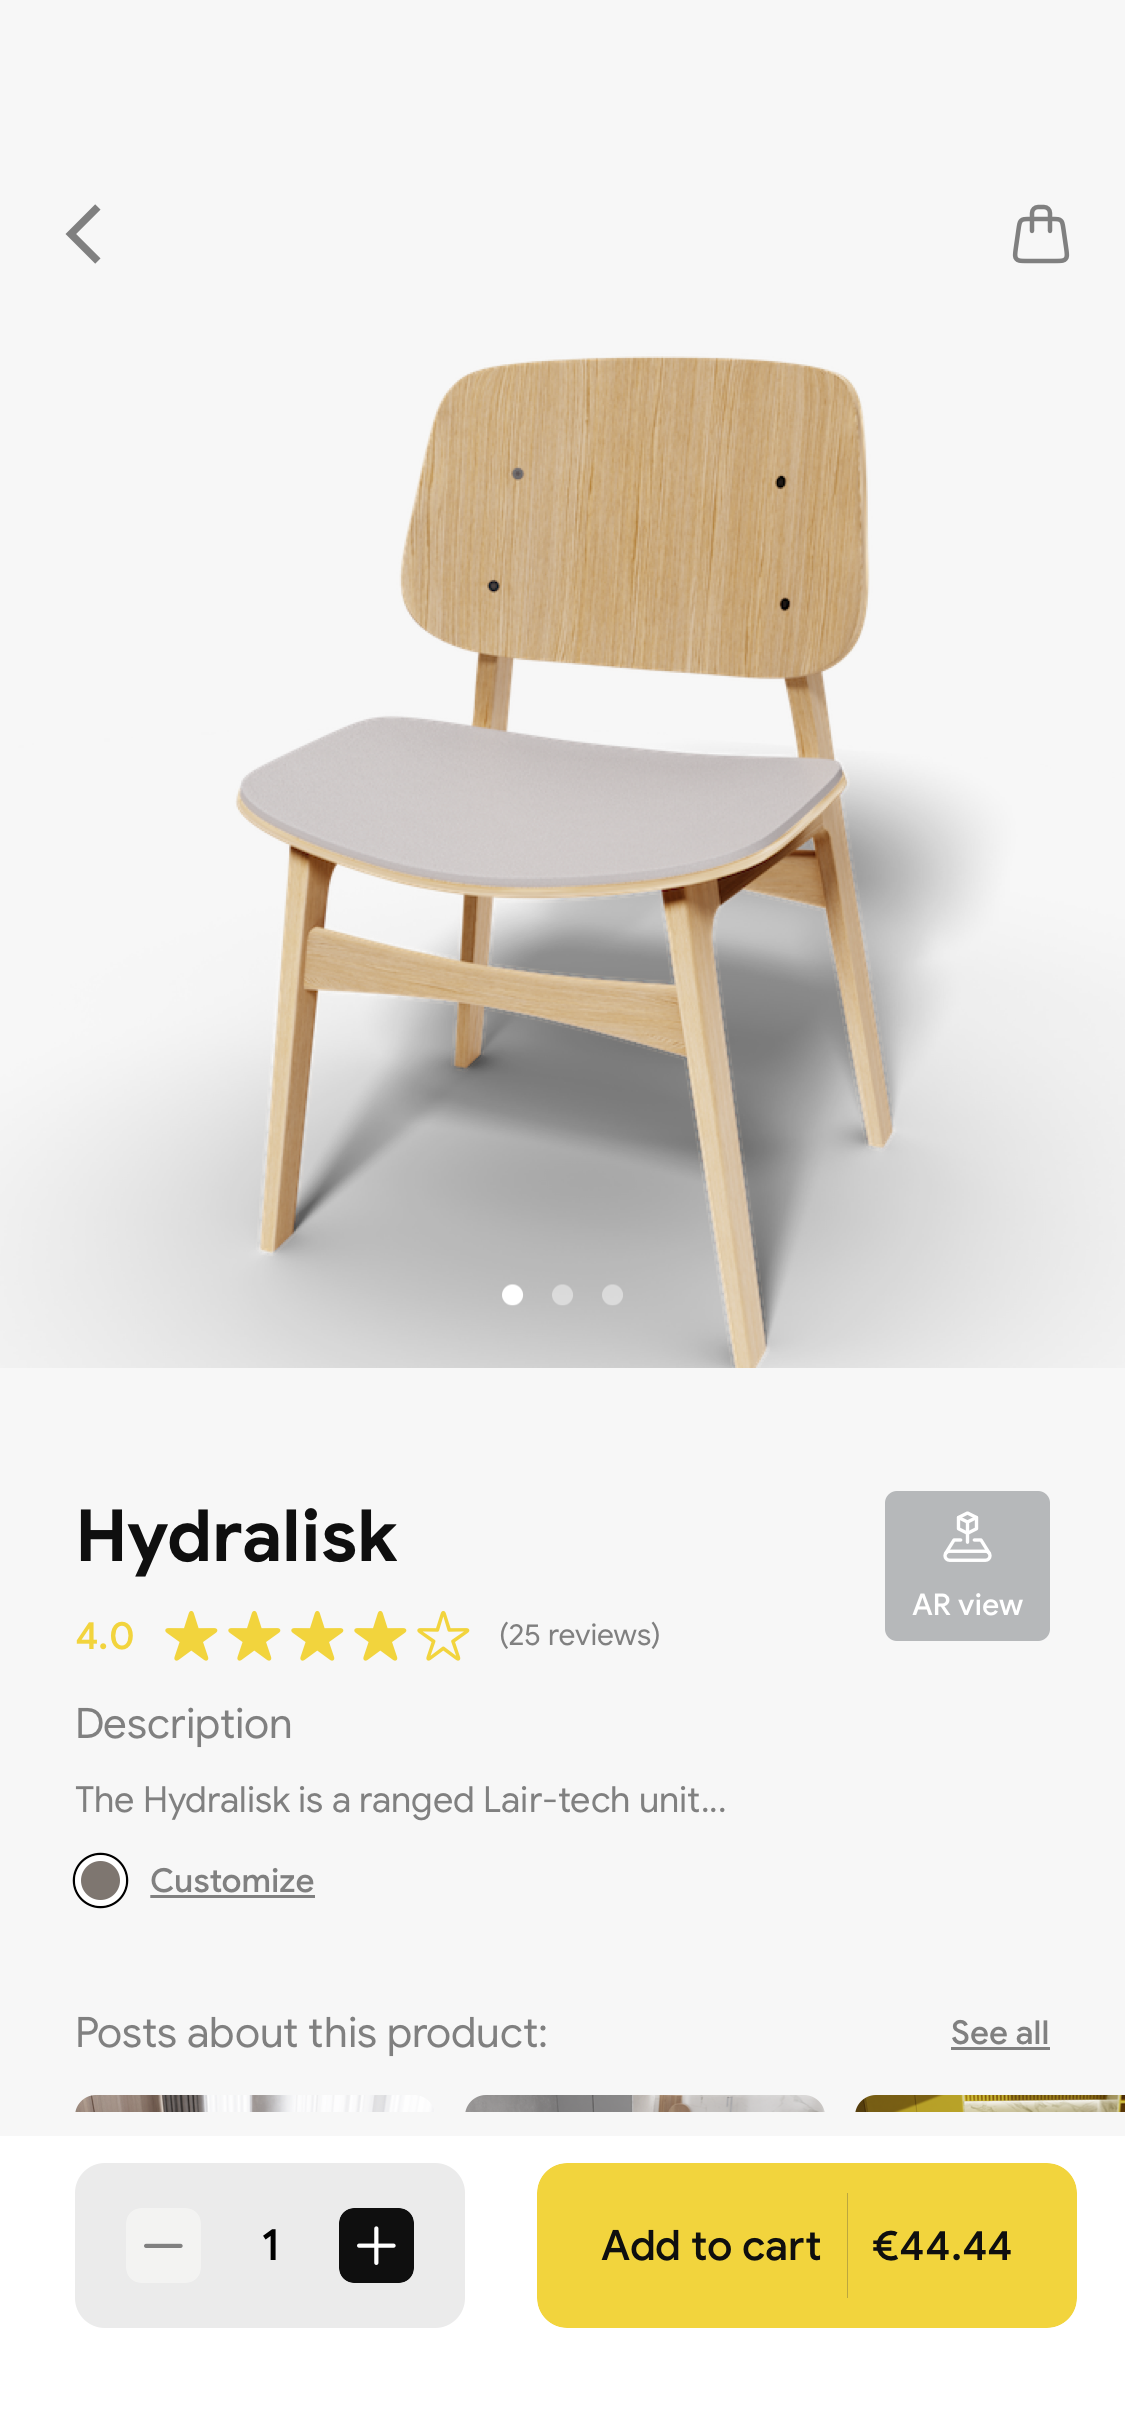 Hydralisk
AR view
4.0 (25 reviews)
Description
The Hydralisk is a ranged Lair-tech unit...
Customize
Posts about this product:
See all
1
Add to cart
€44.44